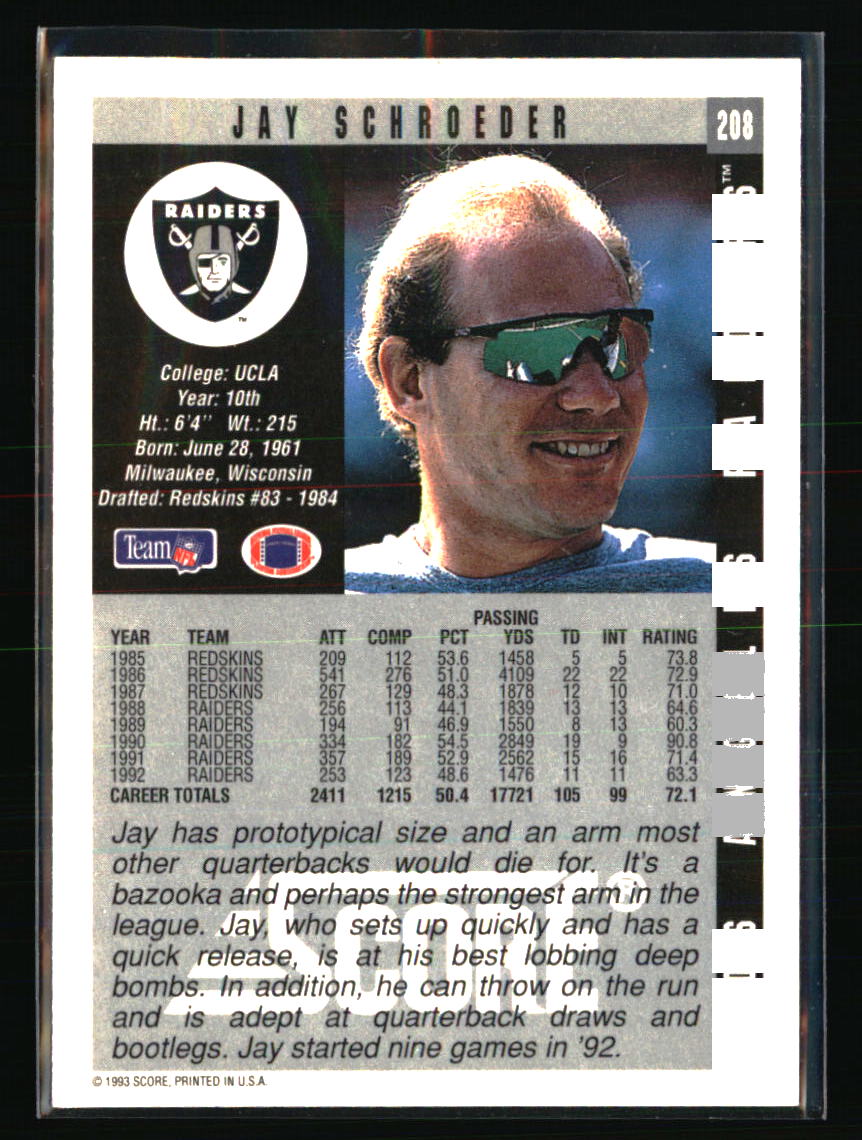 JAY SCHROEDER
208
RAIDERS
TM
College: UCLA
Year: 10th
Ht.: 6'4" Wt.: 215
Born: June 28, 1961
Milwaukee, Wisconsin
Drafted: Redskins #83 - 1984
Team NFL
PASSING
YEAR TEAM ATT COMP PCT YDS TD INT RATING
1985 REDSKINS 209 112 53.6 1458 5 5 73.8
1986 REDSKINS 541 276 51.0 4109 22 22 72.9
1987 REDSKINS 267 129 48.3 1878 12 10 71.0
1988 RAIDERS 256 113 44.1 1839 13 13 64.6
1989 RAIDERS 194 91 46.9 1550 8 13 60.3
1990 RAIDERS 334 182 54.5 2849 19 9 90.8
1991 RAIDERS 357 189 52.9 2562 15 16 71.4
1992 RAIDERS 253 123 48.6 1476 11 11 63.3
CAREER TOTALS 2411 1215 50.4 17721 105 99 72.1
Jay has prototypical size and an arm most
other quarterbacks would die for. It's a
bazooka and perhaps the strongest arm in the
league. Jay, who sets up quickly and has a
quick release, is at his best lobbing deep
bombs. In addition, he can throw on the run
and is adept at quarterback draws and
bootlegs. Jay started nine games in '92.
SCORE®
© 1993 SCORE, PRINTED IN U.S.A.